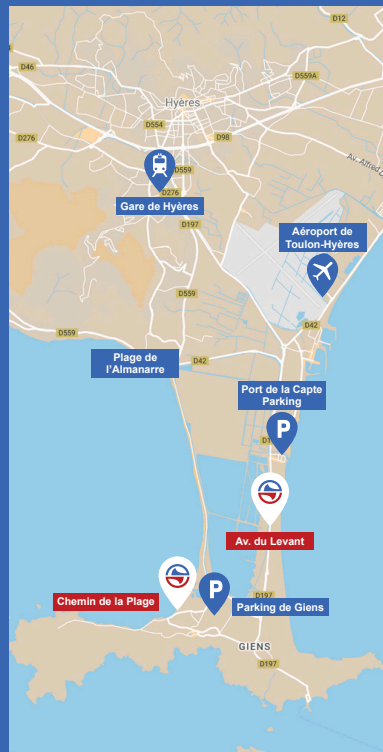 D12
D46
D559A
Hyères
D554
D276
D98
Av. Alfred D
D559
D276
Gare de Hyères
D197
Aéroport de
Toulon-Hyères
D559
D42
D559
Plage de
l'Almanarre
D42
Port de la Capte
Parking
P
Av. du Levant
P
Chemin de la Plage
D197
Parking de Giens
GIENS
D197